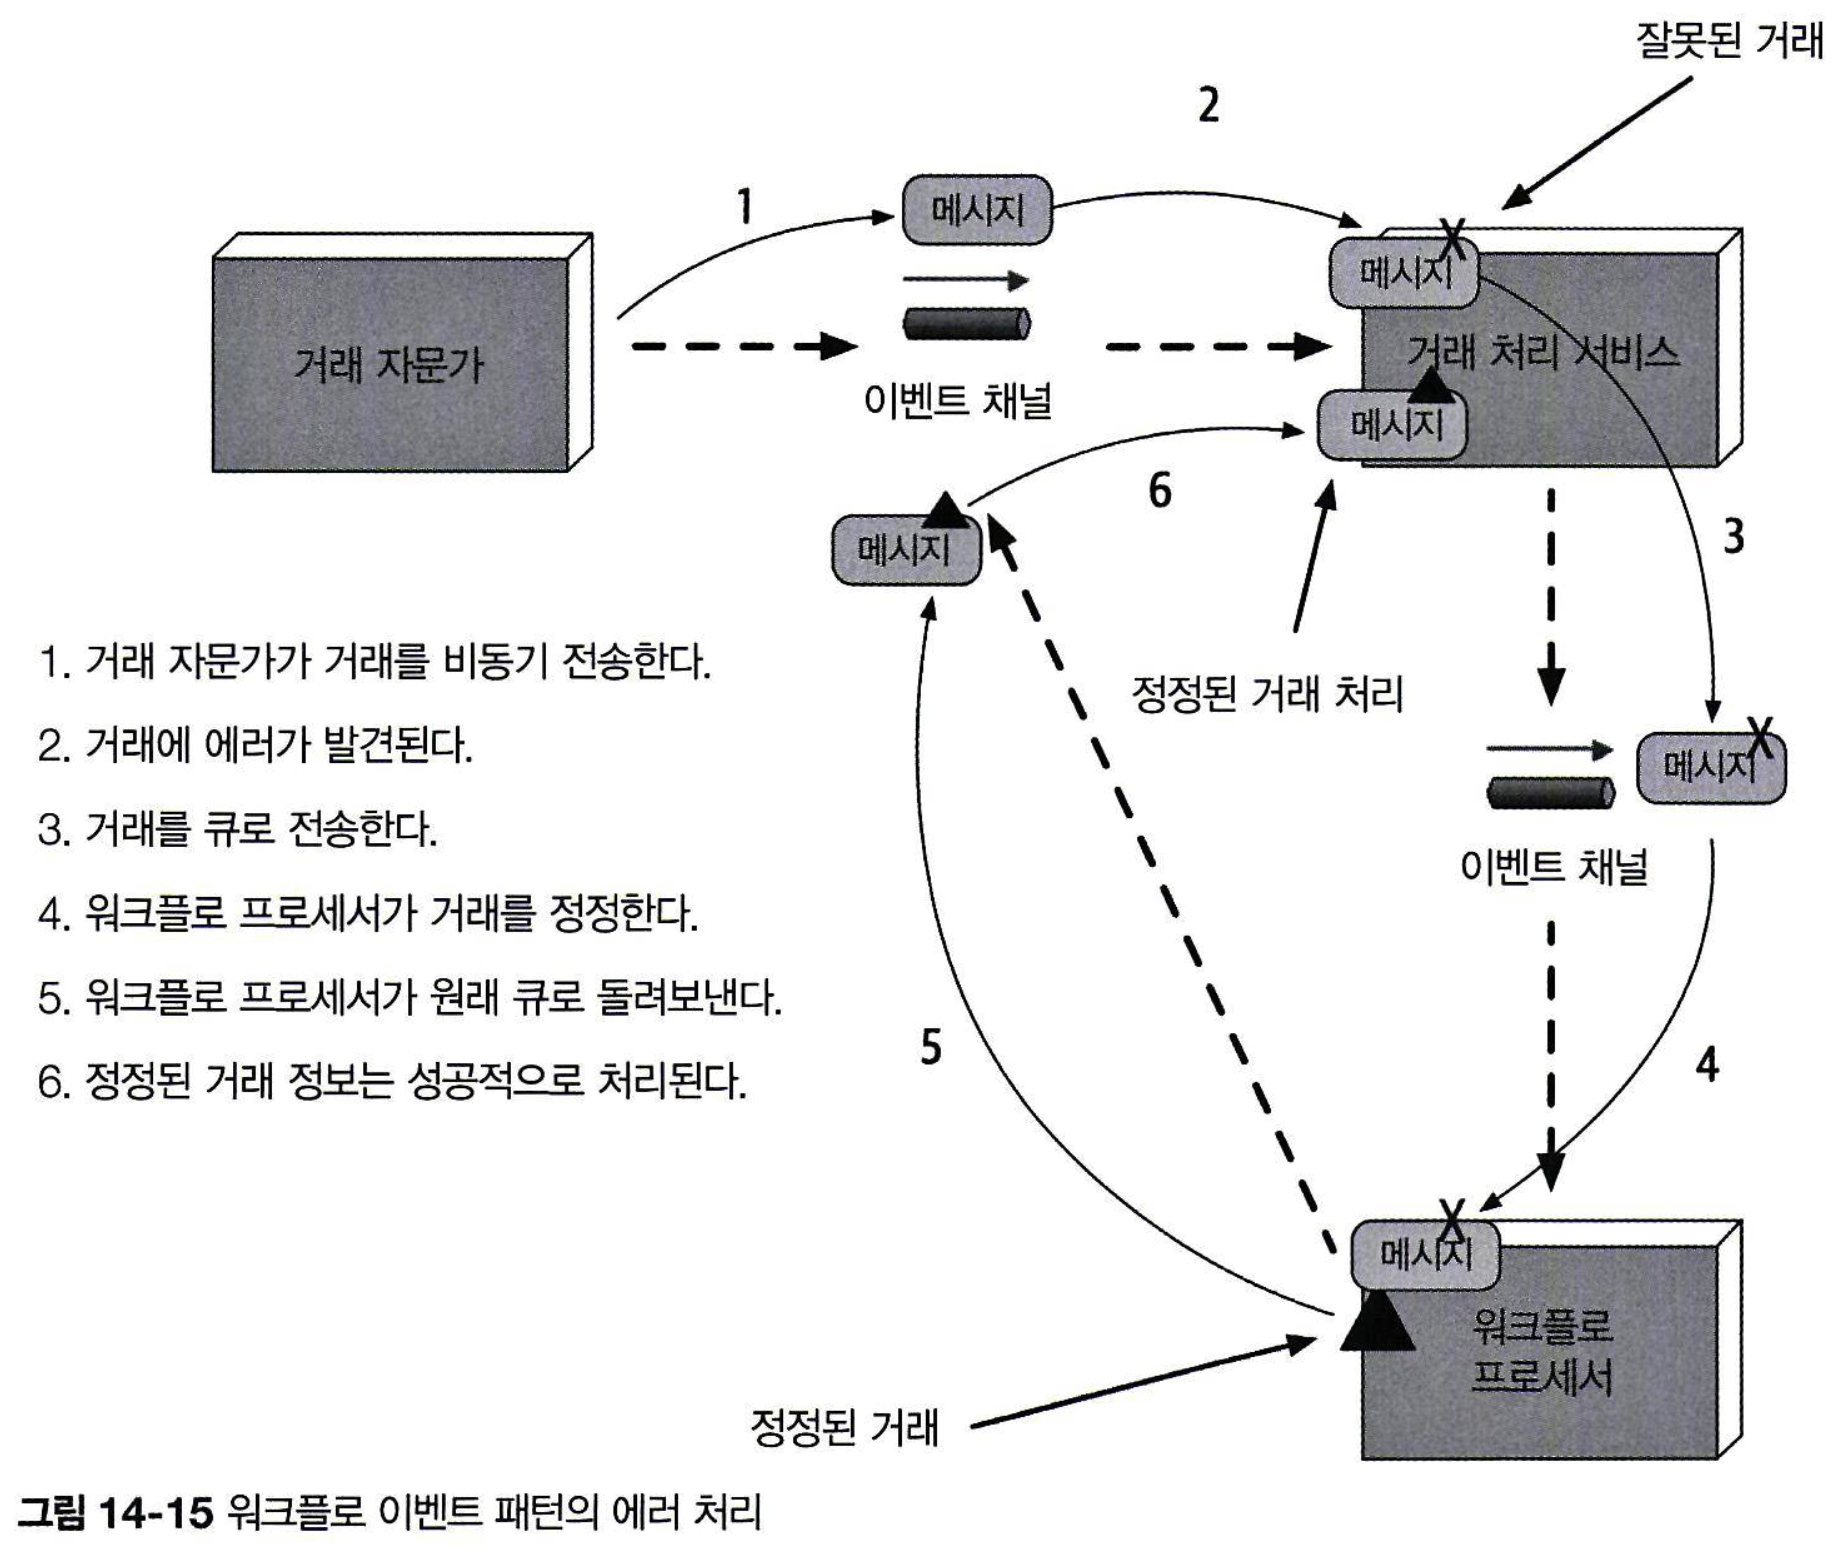 잘못된 거래
2
1
메시지
X
메시지
거래 자문가
거래 처리 서비스
이벤트 채널
메시지
6
3
메시지
1. 거래 자문가가 거래를 비동기 전송한다.
정정된 거래 처리
2. 거래에 에러가 발견된다.
X
메시지
3. 거래를 큐로 전송한다.
이벤트 채널
4. 워크플로 프로세서가 거래를 정정한다.
5. 워크플로 프로세서가 원래 큐로 돌려보낸다.
5
4
6. 정정된 거래 정보는 성공적으로 처리된다.
X
메시지
워크플로
프로세서
정정된 거래
그림 14-15 워크플로 이벤트 패턴의 에러 처리